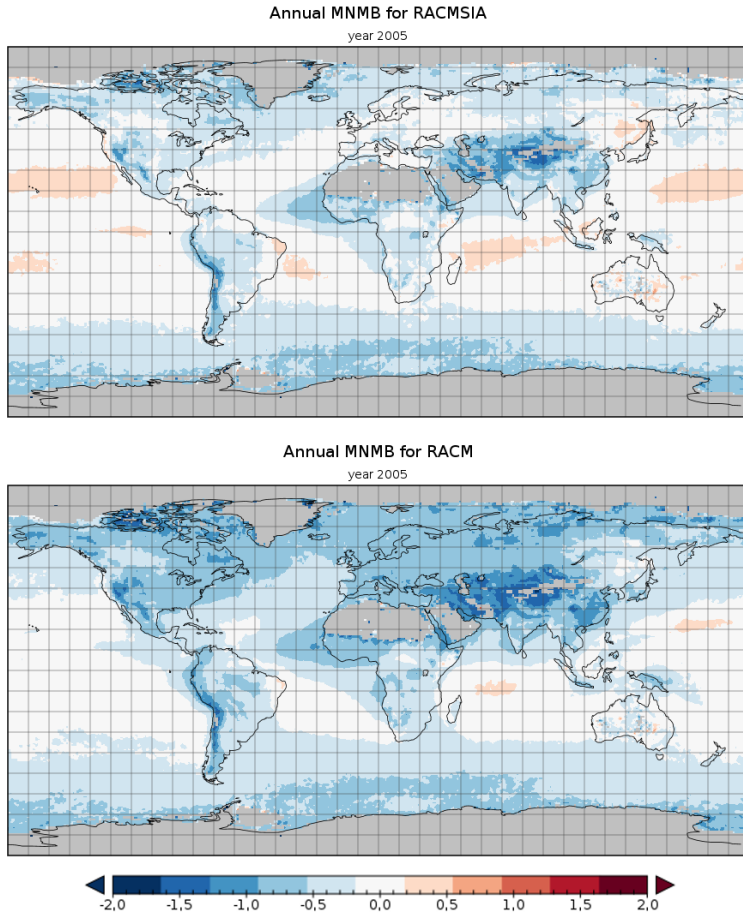 Annual MNMB for RACMSIA
year 2005
Annual MNMB for RACM
year 2005
-2,0 -1,5 -1,0 -0,5 0,0 0,5 1,0 1,5 2,0